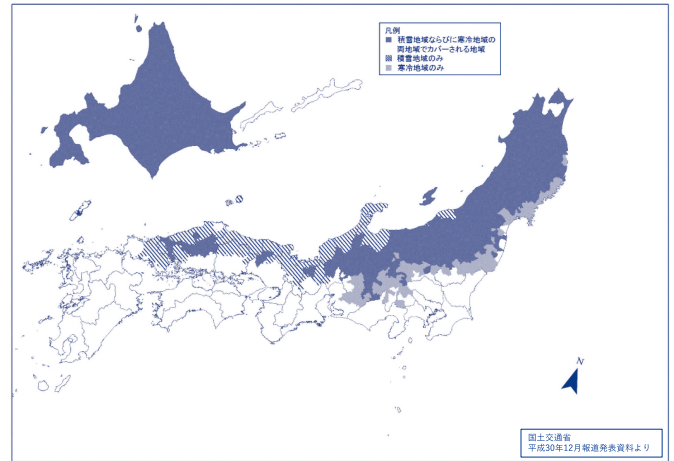 凡例
積雪地域ならびに寒冷地域の
両地域でカバーされる地域
積雪地域のみ
寒冷地域のみ
N
国土交通省
平成30年12月報道発表資料より